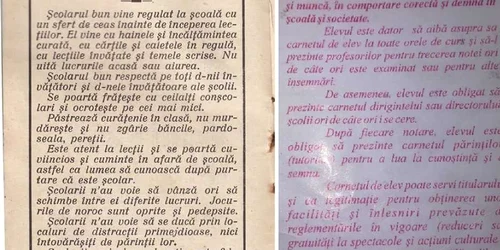 Școlarul bun vine regulat la școală cu
un sfert de ceas înainte de începerea lec-
țiilor. El vine cu hainele și încălțămintea
curată, cu cărțile și caietele în regulă,
cu lecțiile învățate și temele scrise. Nu
uită lucrurile acasă sau aiurea.
Școlarul bun respectă pe toți d-nii în-
vățători și d-nele învățătoare ale școlii.
Se poartă frățește cu ceilalți conșco-
lari și ocrotește pe cei mai mici.
Păstrează curățenie în clasă, nu mur-
dărește și nu zgârie băncile, pardo-
seala, pereții.
Este atent la lecții și se poartă cu-
viincios și cuminte în afară de școală,
astfel ca lumea să cunoască după pur-
tare că este școlar.
Școlarii n'au voie să vânză ori să
schimbe între ei diferite lucruri. Jocu-
rile de noroc sunt oprite și pedepsite.
Școlarii n'au voie să se ducă prin lo-
caluri de distracții primejdioase, nici
întovărășiți de părinții lor.
și muncă, în comportare corectă și demnă în
școală și societate.
Elevul este dator să aibă asupra sa
carnetul de elev la toate orele de curs și să-l
prezinte profesorilor pentru trecerea notei ori
de câte ori este examinat sau pentru alte
însemnări.
De asemenea, elevul este obligat să
prezinte carnetul dirigintelui sau directorului
școlii ori de câte ori i se cere.
După fiecare notare, elevul este
obligat să prezinte carnetul părinților
(tutorilor) pentru a lua la cunoștință și
semna.
Carnetul de elev poate servi titularului
și ca legitimație pentru obținerea unor
facilități și înlesniri prevăzute
reglementările în vigoare (reduceri
gratuități la spectacole și acțiuni cultural